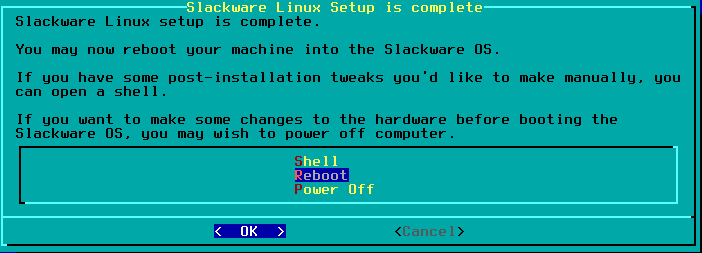 Slackware Linux Setup is complete
Slackware Linux setup is complete.
You may now reboot your machine into the Slackware OS.
If you have some post-installation tweaks you'd like to make manually, you
can open a shell.
If you want to make some changes to the hardware before booting the
Slackware OS, you may wish to power off computer.
Shell
Reboot
Power Off
< OK > <Cancel>